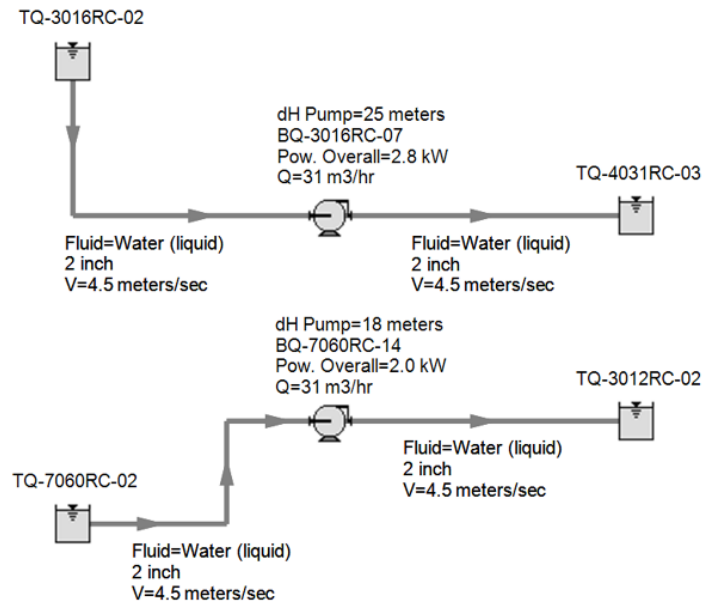 TQ-3016RC-02
dH Pump=25 meters
BQ-3016RC-07
Pow. Overall=2.8 kW
Q=31 m3/hr
TQ-4031RC-03
Fluid=Water (liquid)
2 inch
V=4.5 meters/sec
Fluid=Water (liquid)
2 inch
V=4.5 meters/sec
dH Pump=18 meters
BQ-7060RC-14
Pow. Overall=2.0 kW
Q=31 m3/hr
TQ-3012RC-02
Fluid=Water (liquid)
2 inch
V=4.5 meters/sec
TQ-7060RC-02
Fluid=Water (liquid)
2 inch
V=4.5 meters/sec